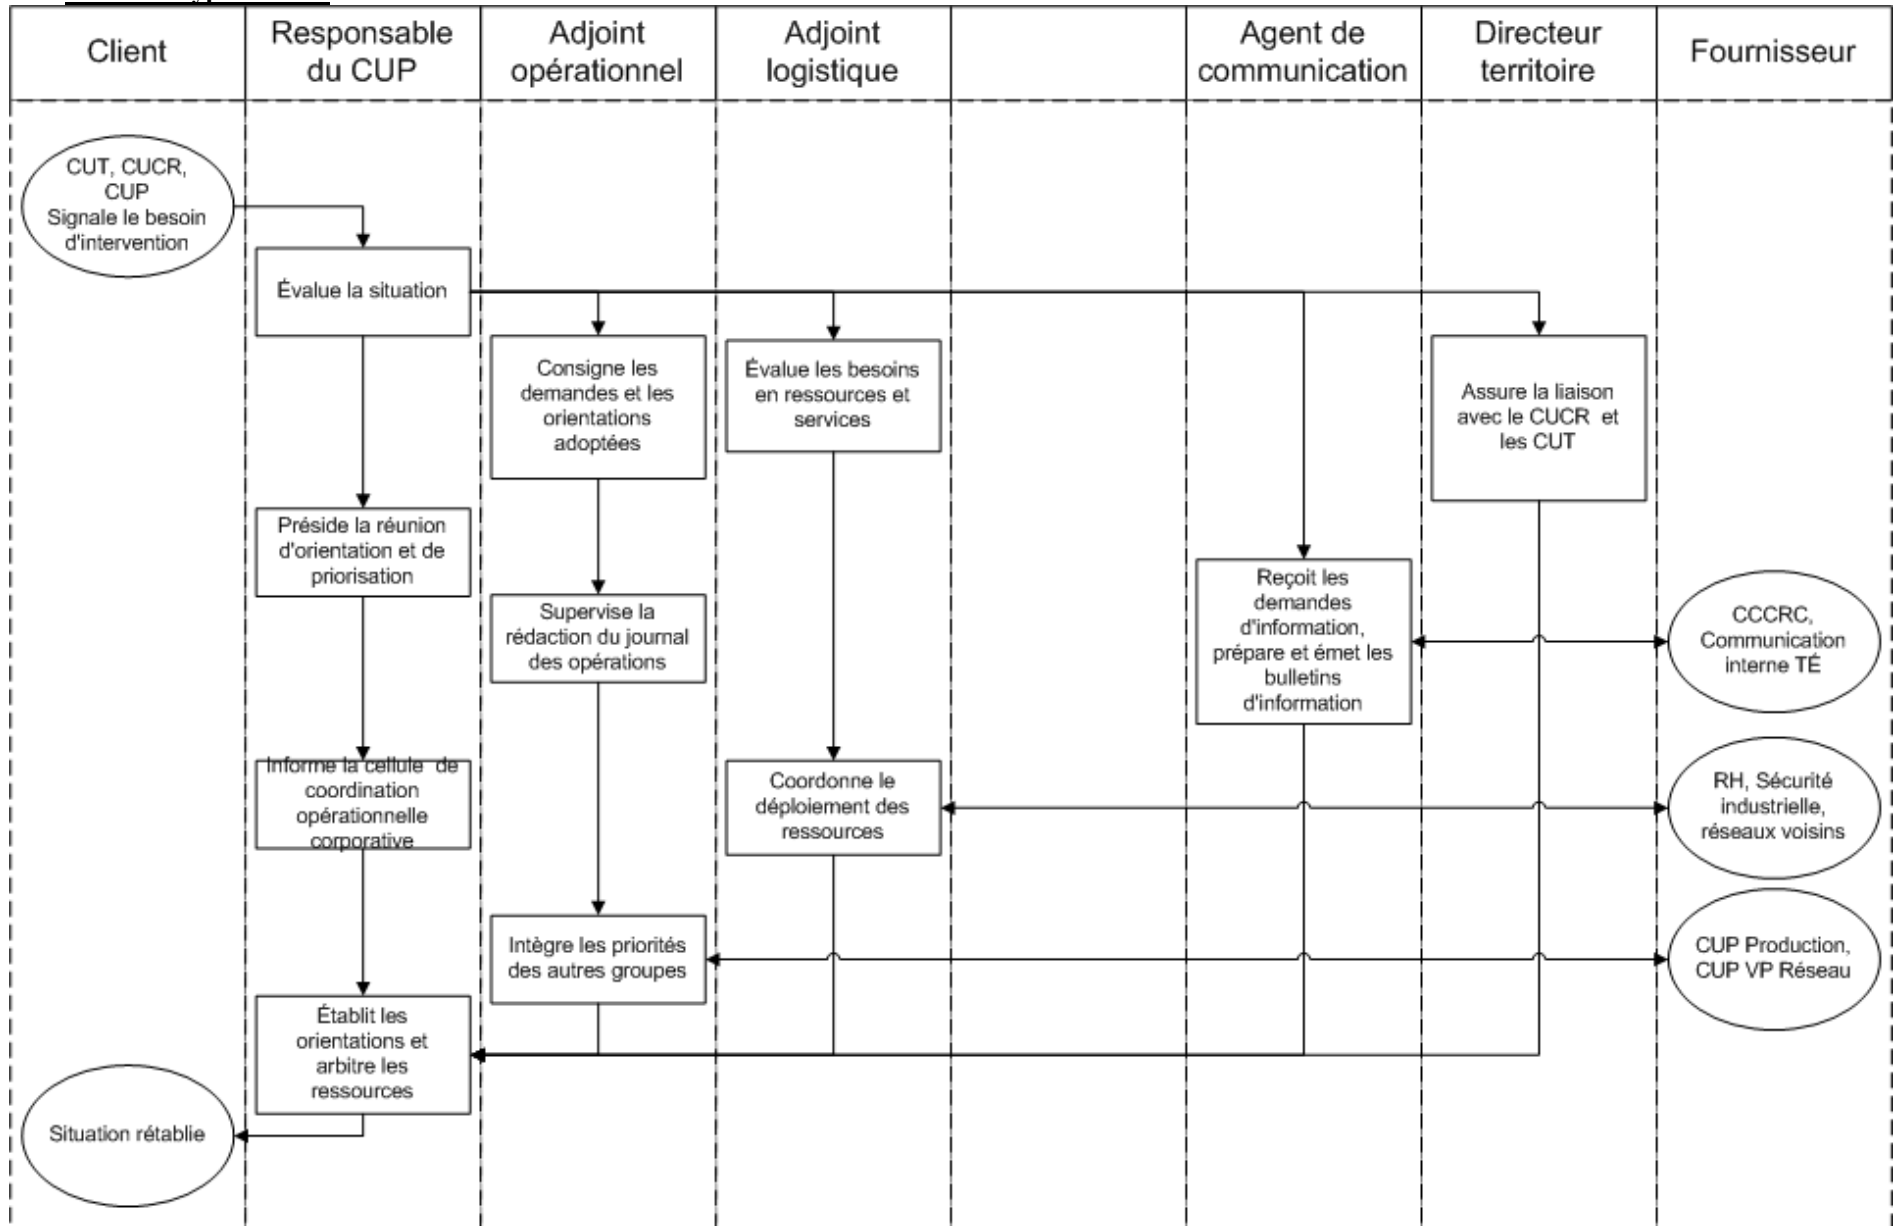 Client
Responsable
du CUP
Adjoint
opérationnel
Adjoint
logistique
Agent de
communication
Directeur
territoire
Fournisseur
CUT, CUCR,
CUP
Signale le besoin
d'intervention
Évalue la situation
Consigne les
demandes et les
orientations
adoptées
Évalue les besoins
en ressources et
services
Assure la liaison
avec le CUCR et
les CUT
Préside la réunion
d'orientation et de
priorisation
Supervise la
rédaction du journal
des opérations
Reçoit les
demandes
d'information,
prépare et émet les
bulletins
d'information
CCCRC,
Communication
interne TÉ
Informe la cellule de
coordination
opérationnelle
corporative
Coordonne le
déploiement des
ressources
RH, Sécurité
industrielle,
réseaux voisins
Intègre les priorités
des autres groupes
CUP Production,
CUP VP Réseau
Établit les
orientations et
arbitre les
ressources
Situation rétablie